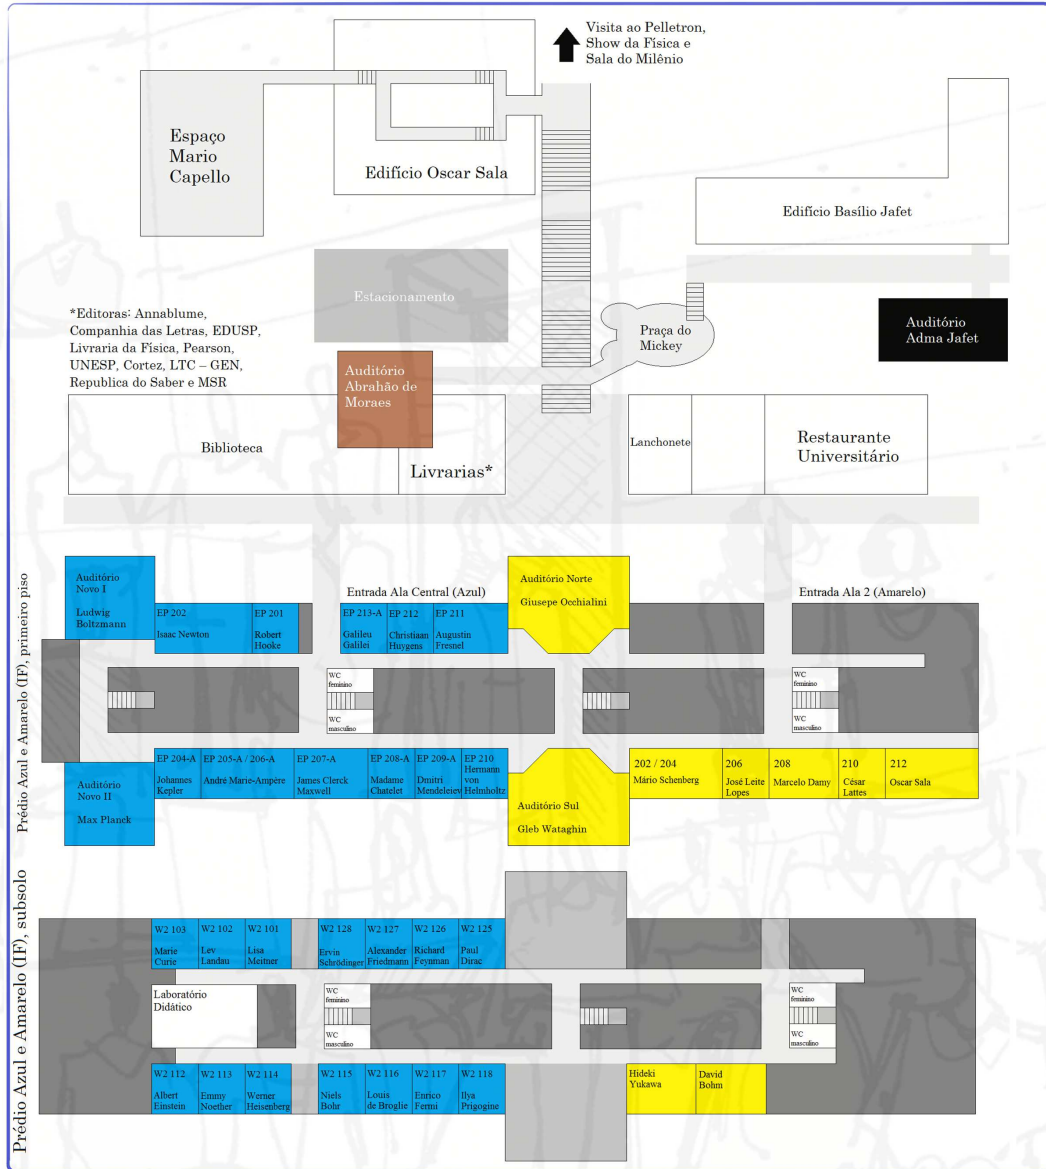 Visita ao Pelletron,
Show da Física e
Sala do Milênio
Espaço
Mario
Capello
Edifício Oscar Sala
Edifício Basílio Jafet
Estacionamento
*Editoras: Annablume,
Companhia das Letras, EDUSP,
Livraria da Física, Pearson,
UNESP, Cortez, LTC – GEN,
Republica do Saber e MSR
Praça do
Mickey
Auditório
Adma Jafet
Auditório
Abrahão de
Moraes
Biblioteca
Livrarias*
Lanchonete
Restaurante
Universitário
Prédio Azul e Amarelo (IF), primeiro piso
Auditório
Novo I
Ludwig
Boltzmann
EP 202
Isaac Newton
EP 201
Robert
Hooke
Entrada Ala Central (Azul)
EP 213-A
Galileu
Galilei
EP 212
Christiaan
Huygens
EP 211
Augustin
Fresnel
Auditório Norte
Giusepe Occhialini
Entrada Ala 2 (Amarelo)
WC
feminino
WC
masculino
WC
feminino
WC
masculino
Auditório
Novo II
Max Planck
EP 204-A
Johannes
Kepler
EP 205-A / 206-A
André Marie-Ampère
EP 207-A
James Clerck
Maxwell
EP 208-A
Madame
Chatelet
EP 209-A
Dmitri
Mendeleiev
EP 210
Hermann
von
Helmholtz
Auditório Sul
Gleb Wataghin
202 / 204
Mário Schenberg
206
José Leite
Lopes
208
Marcelo Damy
210
César
Lattes
212
Oscar Sala
Prédio Azul e Amarelo (IF), subsolo
W2 103
Marie
Curie
W2 102
Lev
Landau
W2 101
Lisa
Meitner
W2 128
Ervin
Schrödinger
W2 127
Alexander
Friedmann
W2 126
Richard
Feynman
W2 125
Paul
Dirac
Laboratório
Didático
WC
feminino
WC
masculino
WC
feminino
WC
masculino
W2 112
Albert
Einstein
W2 113
Emmy
Noether
W2 114
Werner
Heisenberg
W2 115
Niels
Bohr
W2 116
Louis
de Broglie
W2 117
Enrico
Fermi
W2 118
Ilya
Prigogine
Hideki
Yukawa
David
Bohm